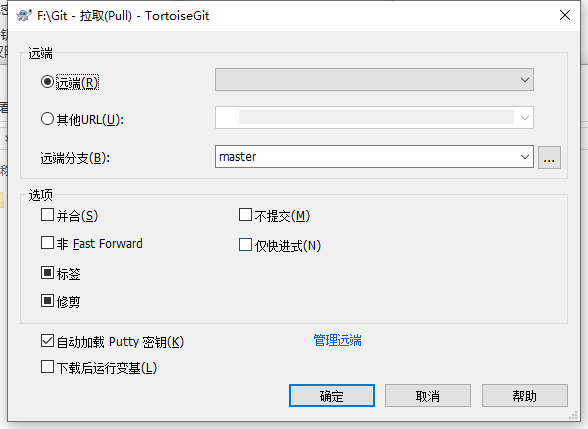 F:\Git - 拉取(Pull) - TortoiseGit
远端
远端(R)
其他URL(U):
远端分支(B): master ...
选项
并合(S) 不提交(M)
非 Fast Forward 仅快进式(N)
标签
修剪
自动加载 Putty 密钥(K) 管理远端
下载后运行变基(L)
确定 取消 帮助